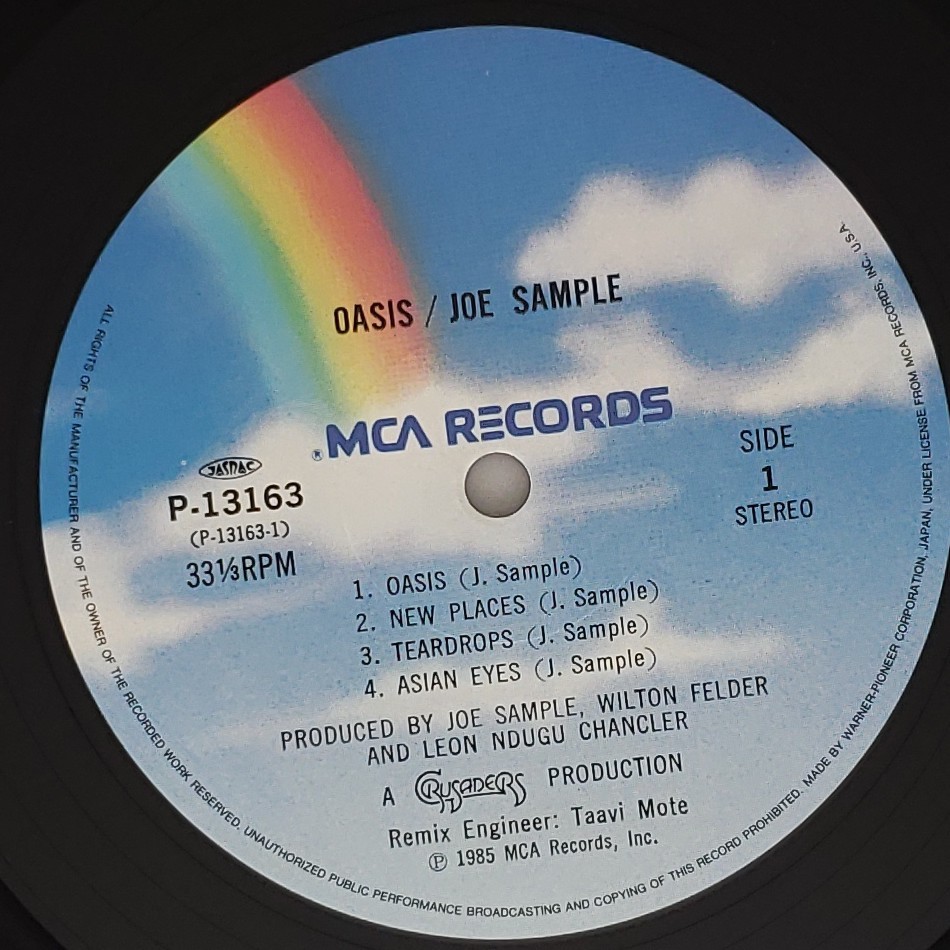 OASIS / JOE SAMPLE
® MCA RECORDS
JASRAC
P-13163
(P-13163-1)
33⅓RPM
SIDE
1
STEREO
1. OASIS (J. Sample)
2. NEW PLACES (J. Sample)
3. TEARDROPS (J. Sample)
4. ASIAN EYES (J. Sample)
PRODUCED BY JOE SAMPLE, WILTON FELDER
AND LEON NDUGU CHANCLER
A CRUSADERS PRODUCTION
Remix Engineer: Taavi Mote
℗ 1985 MCA Records, Inc.
ALL RIGHTS OF THE MANUFACTURER AND OF THE OWNER OF THE RECORDED WORK RESERVED. UNAUTHORIZED PUBLIC PERFORMANCE BROADCASTING AND COPYING OF THIS RECORD PROHIBITED. MADE BY WARNER-PIONEER CORPORATION, JAPAN, UNDER LICENSE FROM MCA RECORDS, INC., U.S.A.